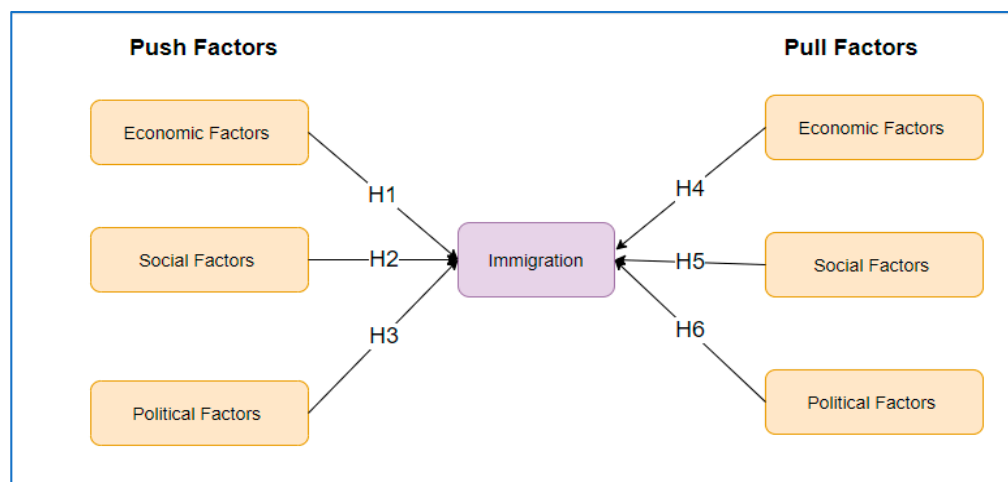 Push Factors
Pull Factors
Economic Factors
Economic Factors
H1
H4
Social Factors
H2
Immigration
H5
Social Factors
H3
H6
Political Factors
Political Factors